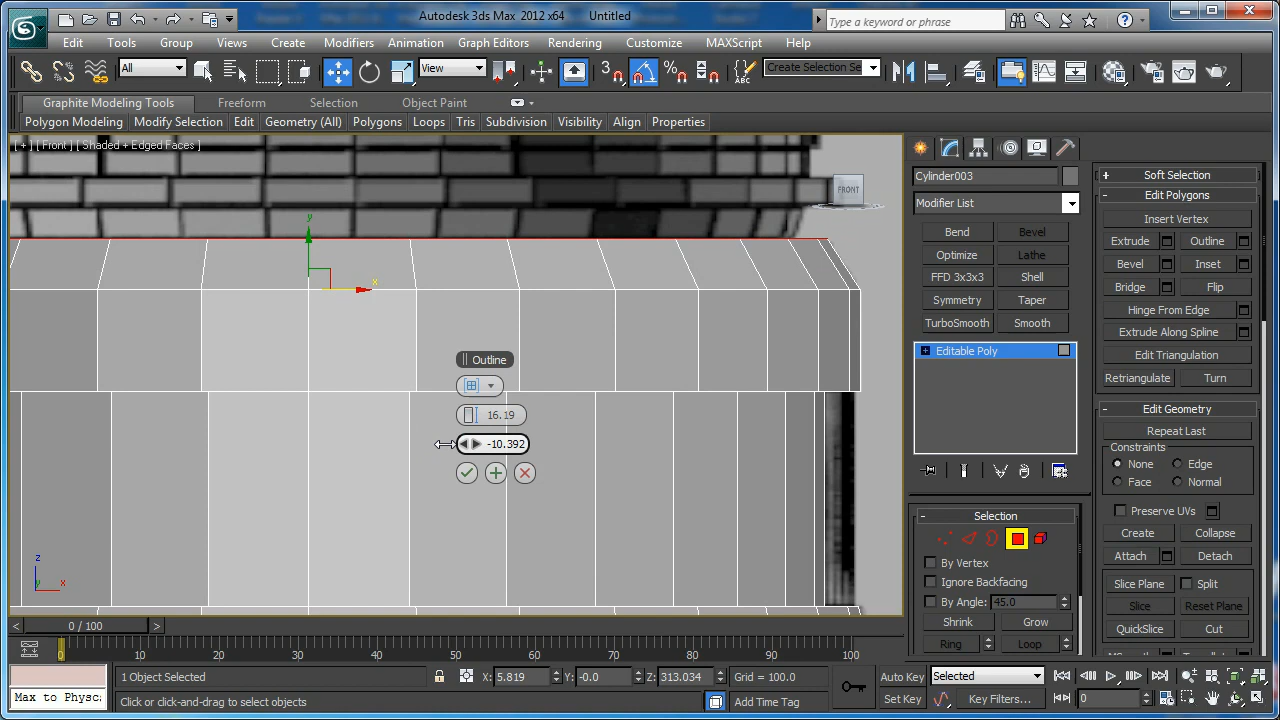 Autodesk 3ds Max 2012 x64 Untitled
Type a keyword or phrase
Edit Tools Group Views Create Modifiers Animation Graph Editors Rendering Customize MAXScript Help
All
View
3
Create Selection Se
Graphite Modeling Tools Freeform Selection Object Paint
Polygon Modeling Modify Selection Edit Geometry (All) Polygons Loops Tris Subdivision Visibility Align Properties
[ + ] [ Front ] [ Shaded + Edged Faces ]
FRONT
y
x
Outline
16.19
-10.392
z
y x
Cylinder003
Modifier List
Bend Bevel
Optimize Lathe
FFD 3x3x3 Shell
Symmetry Taper
TurboSmooth Smooth
Editable Poly
Selection
By Vertex
Ignore Backfacing
By Angle: 45.0
Shrink Grow
Ring Loop
Soft Selection
Edit Polygons
Insert Vertex
Extrude Outline
Bevel Inset
Bridge Flip
Hinge From Edge
Extrude Along Spline
Edit Triangulation
Retriangulate Turn
Edit Geometry
Repeat Last
Constraints
None Edge
Face Normal
Preserve UVs
Create Collapse
Attach Detach
Slice Plane Split
Slice Reset Plane
QuickSlice Cut
< 0 / 100 >
0 10 20 30 40 50 60 70 80 90 100
1 Object Selected X: 5.819 Y: -0.0 Z: 313.034 Grid = 100.0 Auto Key Selected
Max to Physc
Click or click-and-drag to select objects Add Time Tag Set Key Key Filters... 0